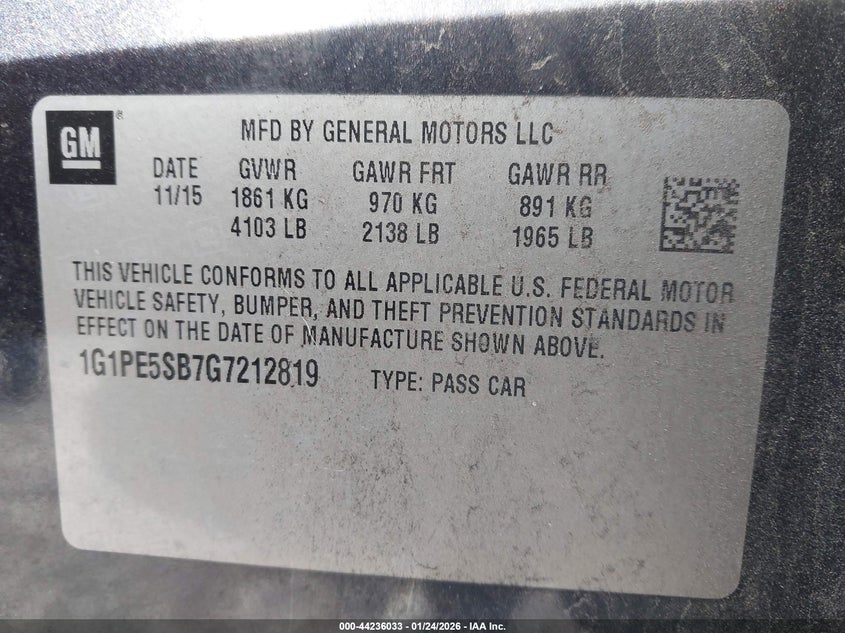 GM®
MFD BY GENERAL MOTORS LLC
DATE GVWR GAWR FRT GAWR RR
11/15 1861 KG 970 KG 891 KG
4103 LB 2138 LB 1965 LB
THIS VEHICLE CONFORMS TO ALL APPLICABLE U.S. FEDERAL MOTOR
VEHICLE SAFETY, BUMPER, AND THEFT PREVENTION STANDARDS IN
EFFECT ON THE DATE OF MANUFACTURE SHOWN ABOVE.
1G1PE5SB7G7212819 TYPE: PASS CAR
000-44236033 - 01/24/2026 - IAA Inc.